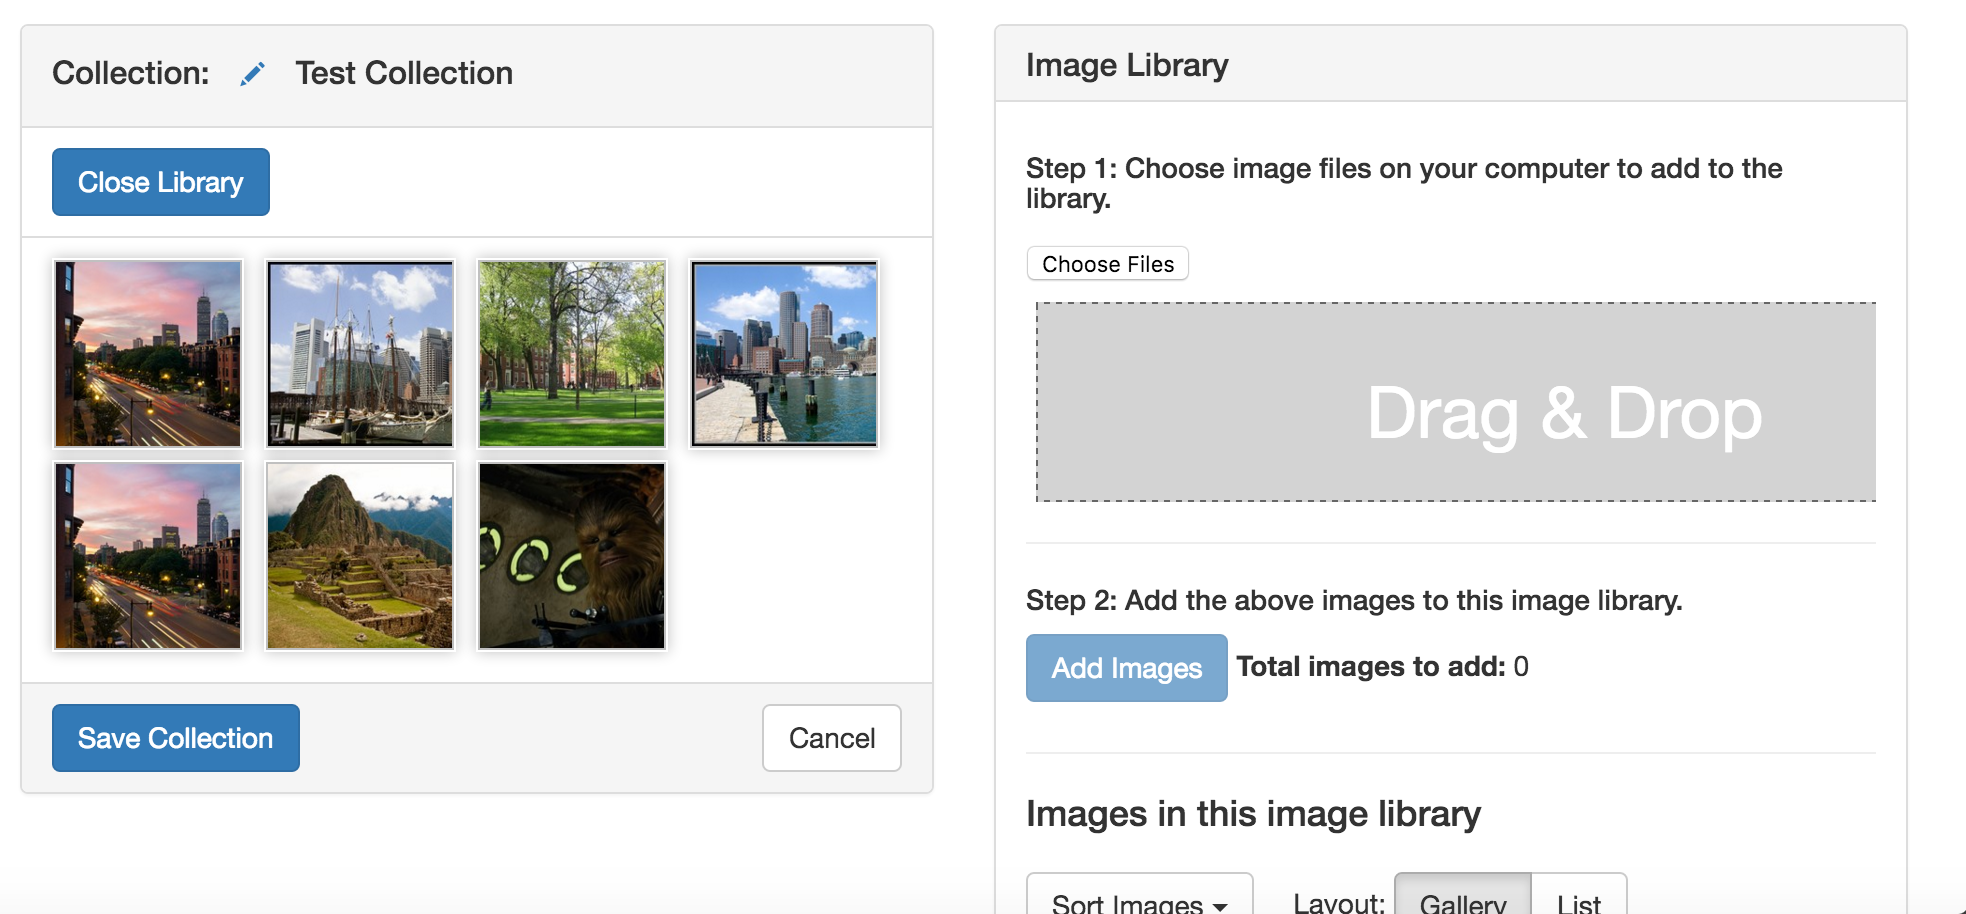 Collection: Test Collection
Close Library
Save Collection
Cancel
Image Library
Step 1: Choose image files on your computer to add to the
library.
Choose Files
Drag & Drop
Step 2: Add the above images to this image library.
Add Images Total images to add: 0
Images in this image library
Sort Images Layout: Gallery List